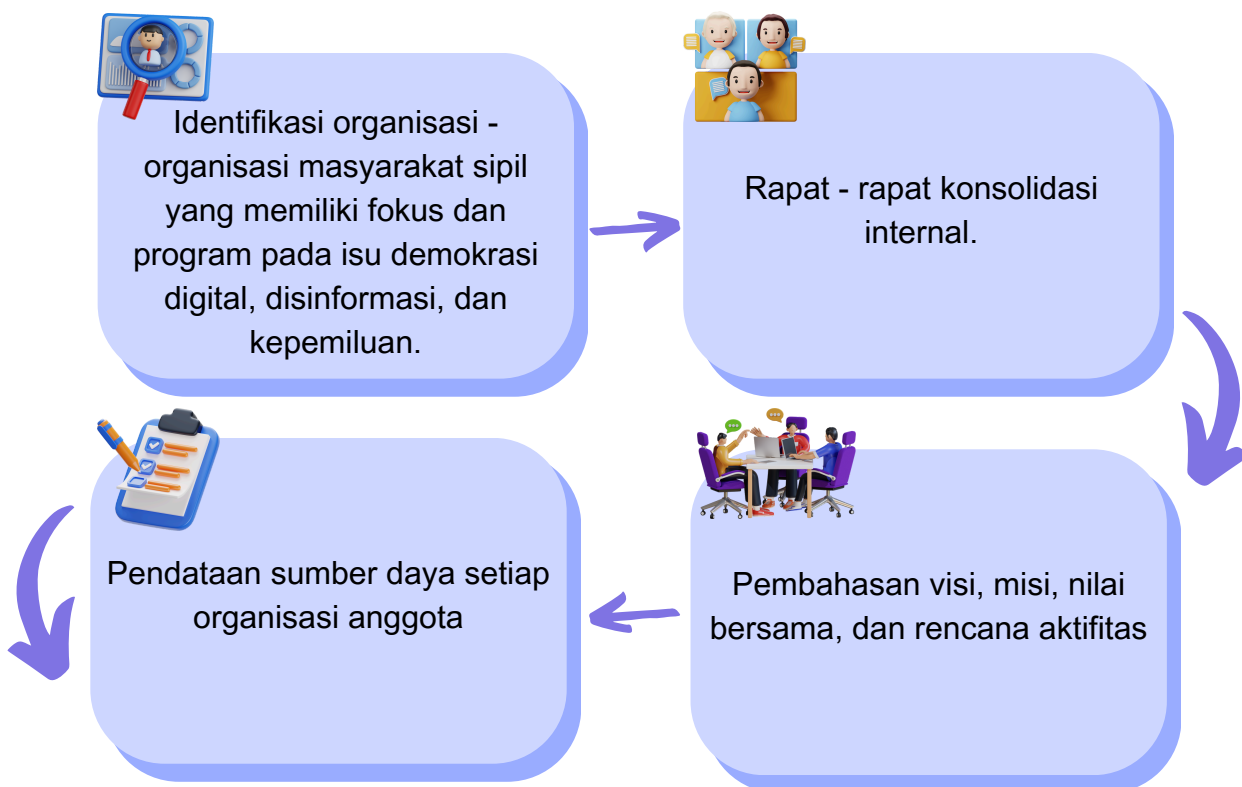 Identifikasi organisasi -
organisasi masyarakat sipil
yang memiliki fokus dan
program pada isu demokrasi
digital, disinformasi, dan
kepemiluan.
Rapat - rapat konsolidasi
internal.
Pembahasan visi, misi, nilai
bersama, dan rencana aktifitas
Pendataan sumber daya setiap
organisasi anggota